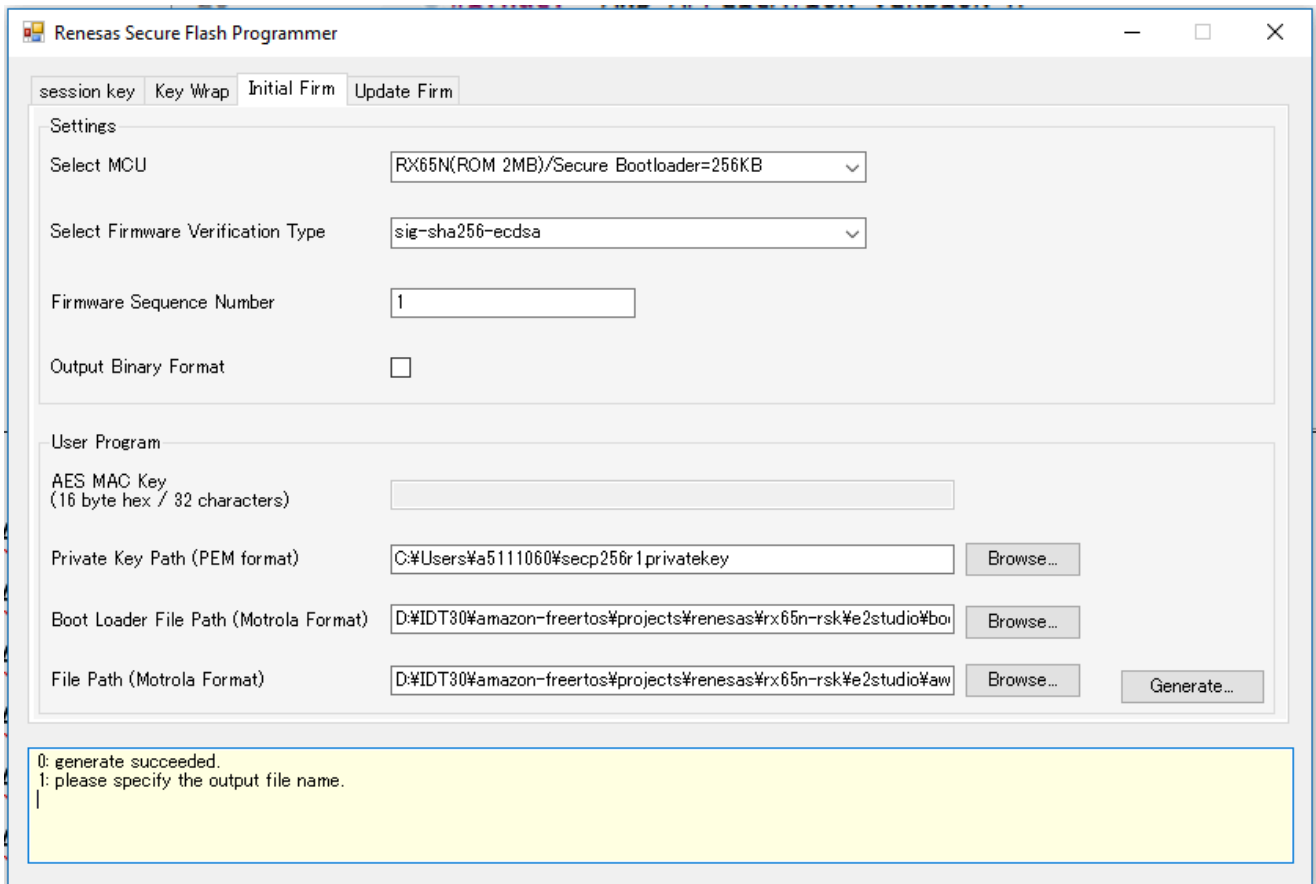 Renesas Secure Flash Programmer
session key Key Wrap Initial Firm Update Firm
Settings
Select MCU RX65N(ROM 2MB)/Secure Bootloader=256KB
Select Firmware Verification Type sig-sha256-ecdsa
Firmware Sequence Number 1
Output Binary Format
User Program
AES MAC Key
(16 byte hex / 32 characters)
Private Key Path (PEM format) C:¥Users¥a5111060¥secp256r1.privatekey Browse...
Boot Loader File Path (Motrola Format) D:¥IDT30¥amazon-freertos¥projects¥renesas¥rx65n-rsk¥e2studio¥boo Browse...
File Path (Motrola Format) D:¥IDT30¥amazon-freertos¥projects¥renesas¥rx65n-rsk¥e2studio¥aw Browse...
Generate...
0: generate succeeded.
1: please specify the output file name.